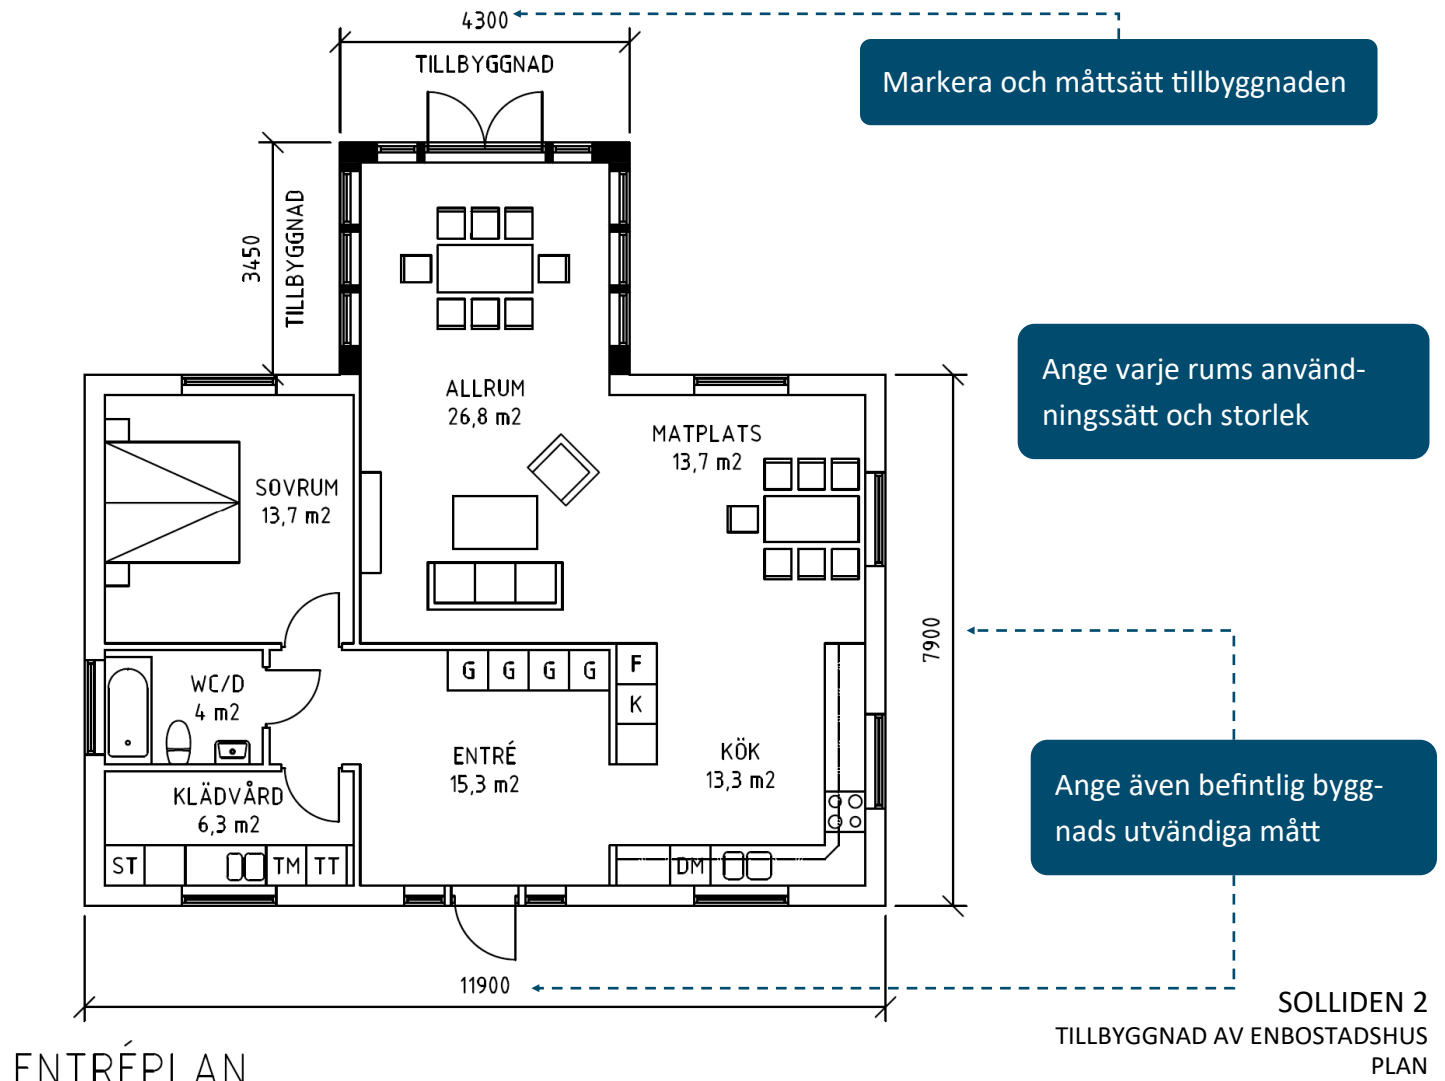 4300
TILLBYGGNAD
Markera och måttsätt tillbyggnaden
3450
TILLBYGGNAD
Ange varje rums använd-
ningssätt och storlek
ALLRUM
26,8 m2
MATPLATS
13,7 m2
SOVRUM
13,7 m2
7900
G G G G F
K
WC/D
4 m2
ENTRÉ
15,3 m2
KÖK
13,3 m2
KLÄDVÅRD
6,3 m2
ST TM TT DM
Ange även befintlig bygg-
nads utvändiga mått
11900
SOLLIDEN 2
TILLBYGGNAD AV ENBOSTADSHUS
PLAN
ENTRÉPLAN